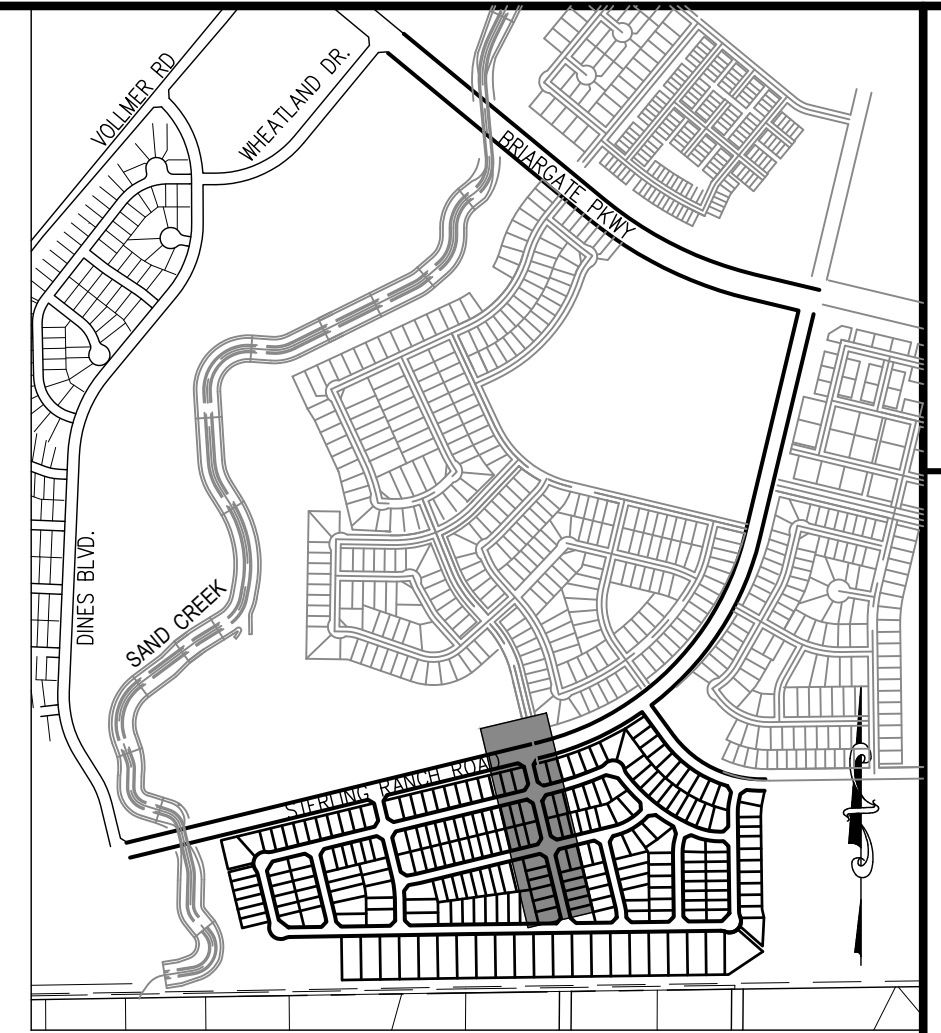 VOLLMER RD
WHEATLAND DR.
BRIARGATE PKWY
DINES BLVD.
SAND CREEK
STERLING RANCH ROAD